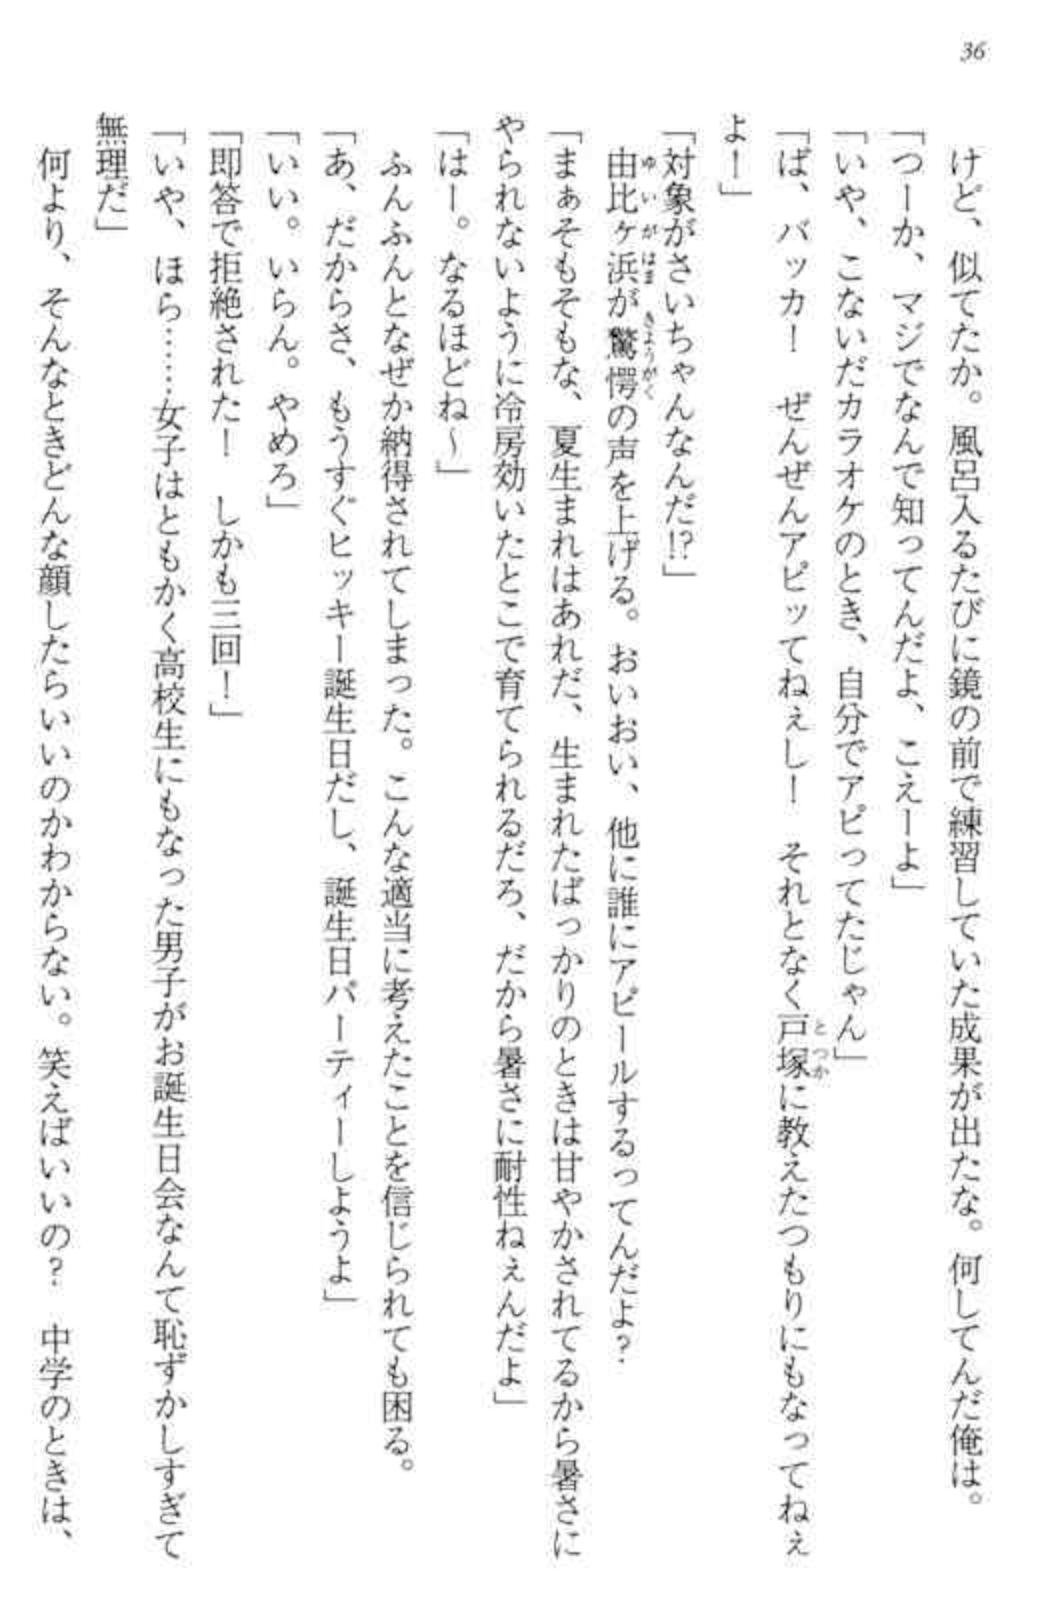 36
けど、似てたか。風呂入るたびに鏡の前で練習していた成果が出たな。何してんだ俺は。
「つーか、マジでなんで知ってんだよ、こえーよ」
「いや、こないだカラオケのとき、自分でアピってたじゃん」
「ば、バッカ！　ぜんぜんアピッてねぇし！　それとなく戸塚に教えたつもりにもなってねぇ
よ！」
「対象がさいちゃんなんだ!?」
由比ヶ浜が驚愕の声を上げる。おいおい、他に誰にアピールするってんだよ？
「まぁそもそもな、夏生まれはあれだ、生まれたばっかりのときは甘やかされてるから暑さに
やられないように冷房効いたとこで育てられるだろ、だから暑さに耐性ねぇんだよ」
「はー。なるほどね～」
ふんふんとなぜか納得されてしまった。こんな適当に考えたことを信じられても困る。
「あ、だからさ、もうすぐヒッキー誕生日だし、誕生日パーティーしようよ」
「いい。いらん。やめろ」
「即答で拒絶された！　しかも三回！」
「いや、ほら……女子はともかく高校生にもなった男子がお誕生日会なんて恥ずかしすぎて
無理だ」
何より、そんなときどんな顔したらいいのかわからない。笑えばいいの？　中学のときは、